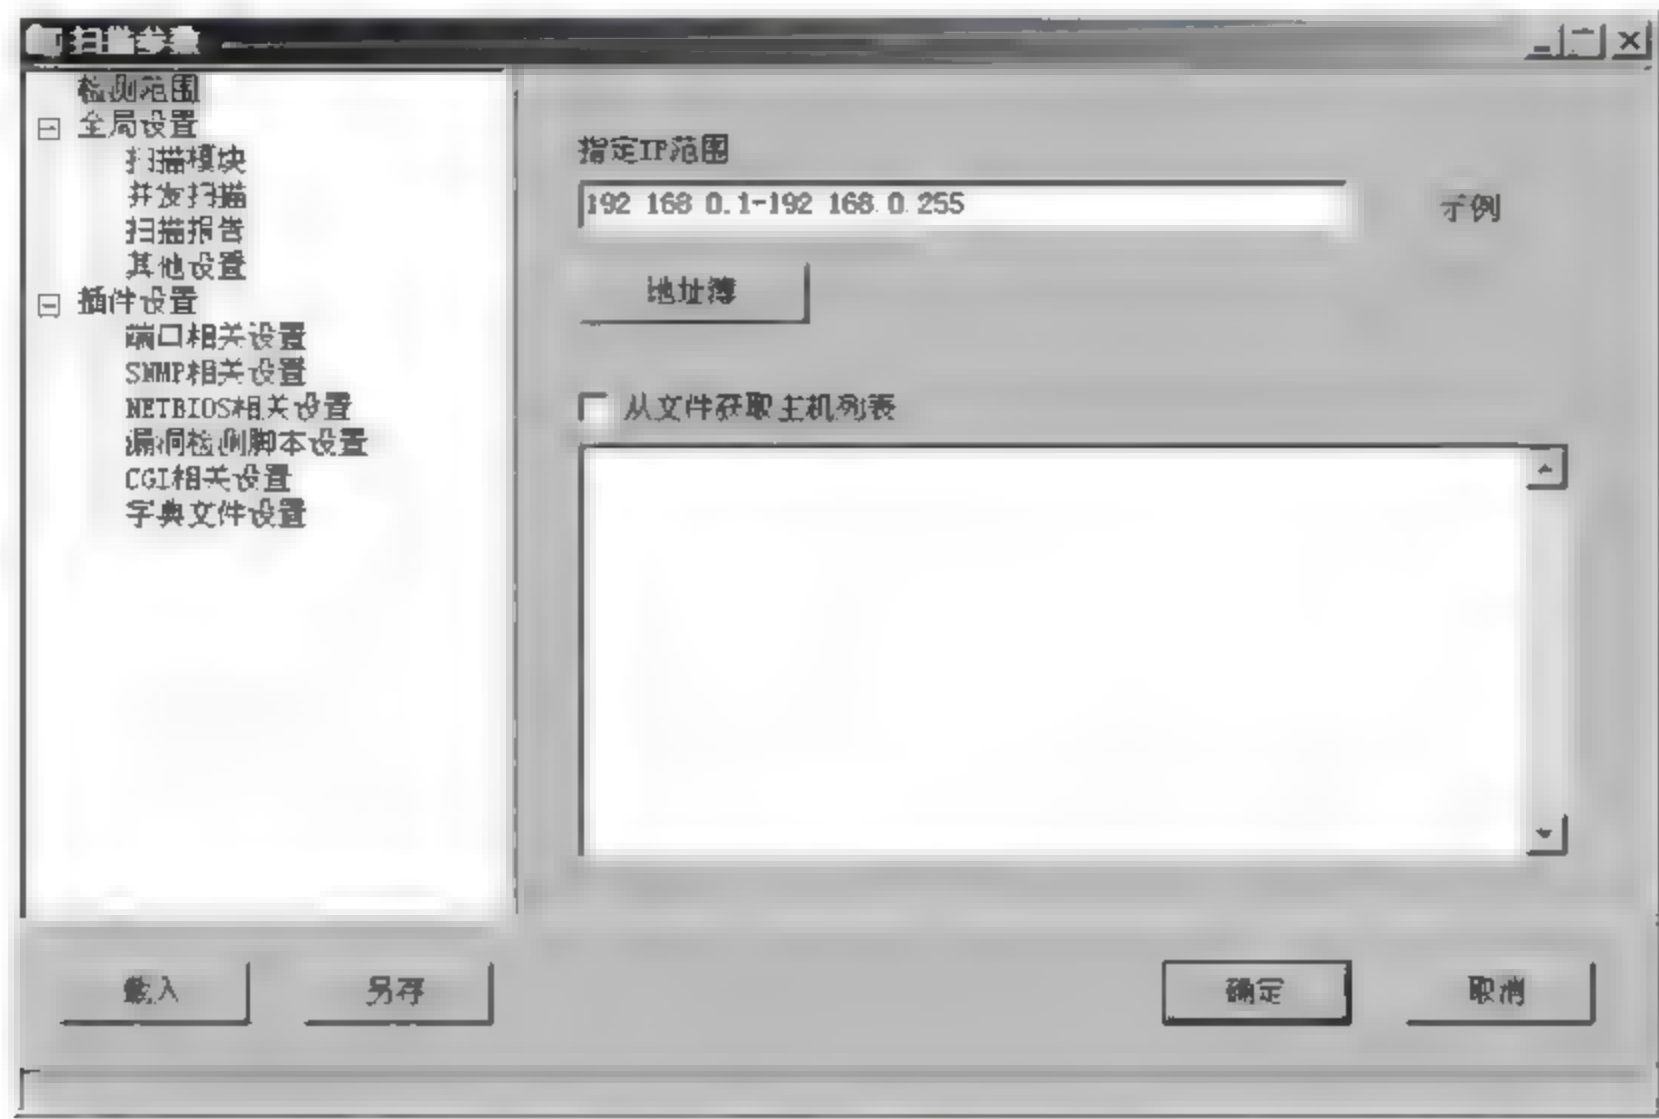 扫描参数
检测范围
全局设置
扫描模块
并发扫描
扫描报告
其他设置
插件设置
端口相关设置
SNMP相关设置
NETBIOS相关设置
漏洞检测脚本设置
CGI相关设置
字典文件设置
指定IP范围
192.168.0.1-192.168.0.255
示例
地址簿
从文件获取主机列表
载入
另存
确定
取消